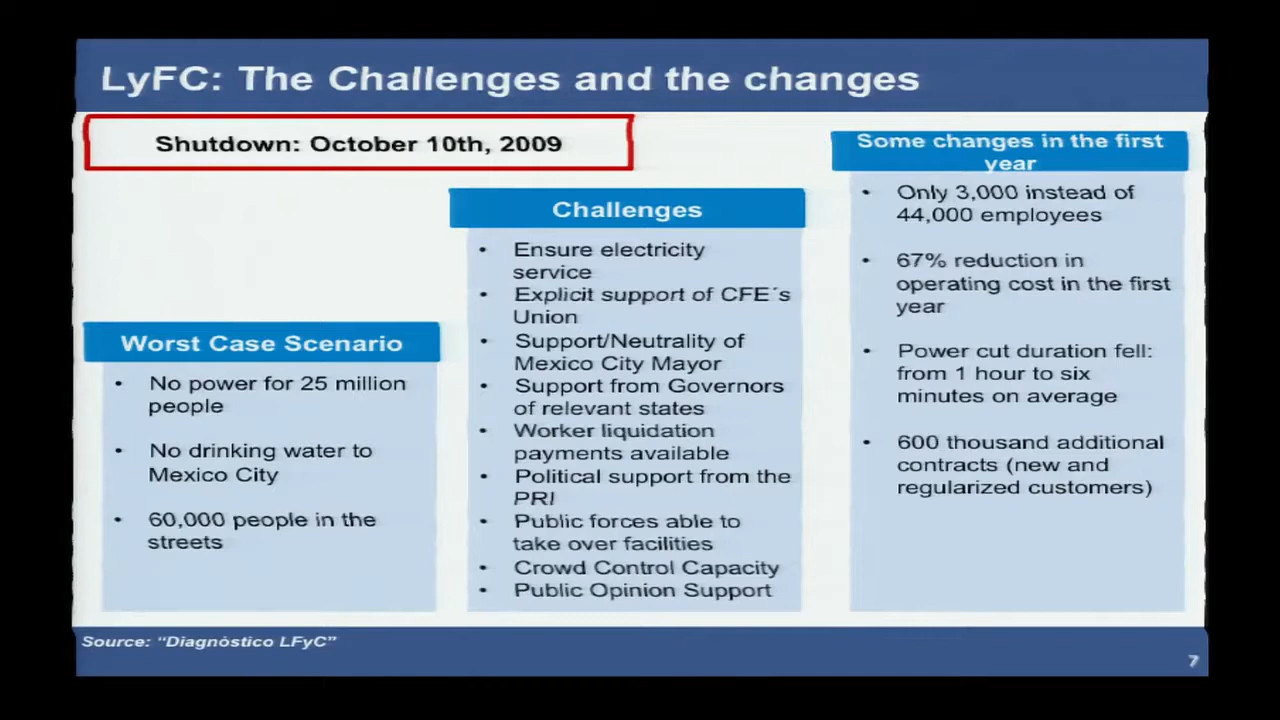 LyFC: The Challenges and the changes
Shutdown: October 10th, 2009
Worst Case Scenario
• No power for 25 million
people
• No drinking water to
Mexico City
• 60,000 people in the
streets
Challenges
• Ensure electricity
service
• Explicit support of CFE´s
Union
• Support/Neutrality of
Mexico City Mayor
• Support from Governors
of relevant states
• Worker liquidation
payments available
• Political support from the
PRI
• Public forces able to
take over facilities
• Crowd Control Capacity
• Public Opinion Support
Some changes in the first
year
• Only 3,000 instead of
44,000 employees
• 67% reduction in
operating cost in the first
year
• Power cut duration fell:
from 1 hour to six
minutes on average
• 600 thousand additional
contracts (new and
regularized customers)
Source: “Diagnòstico LFyC”
7